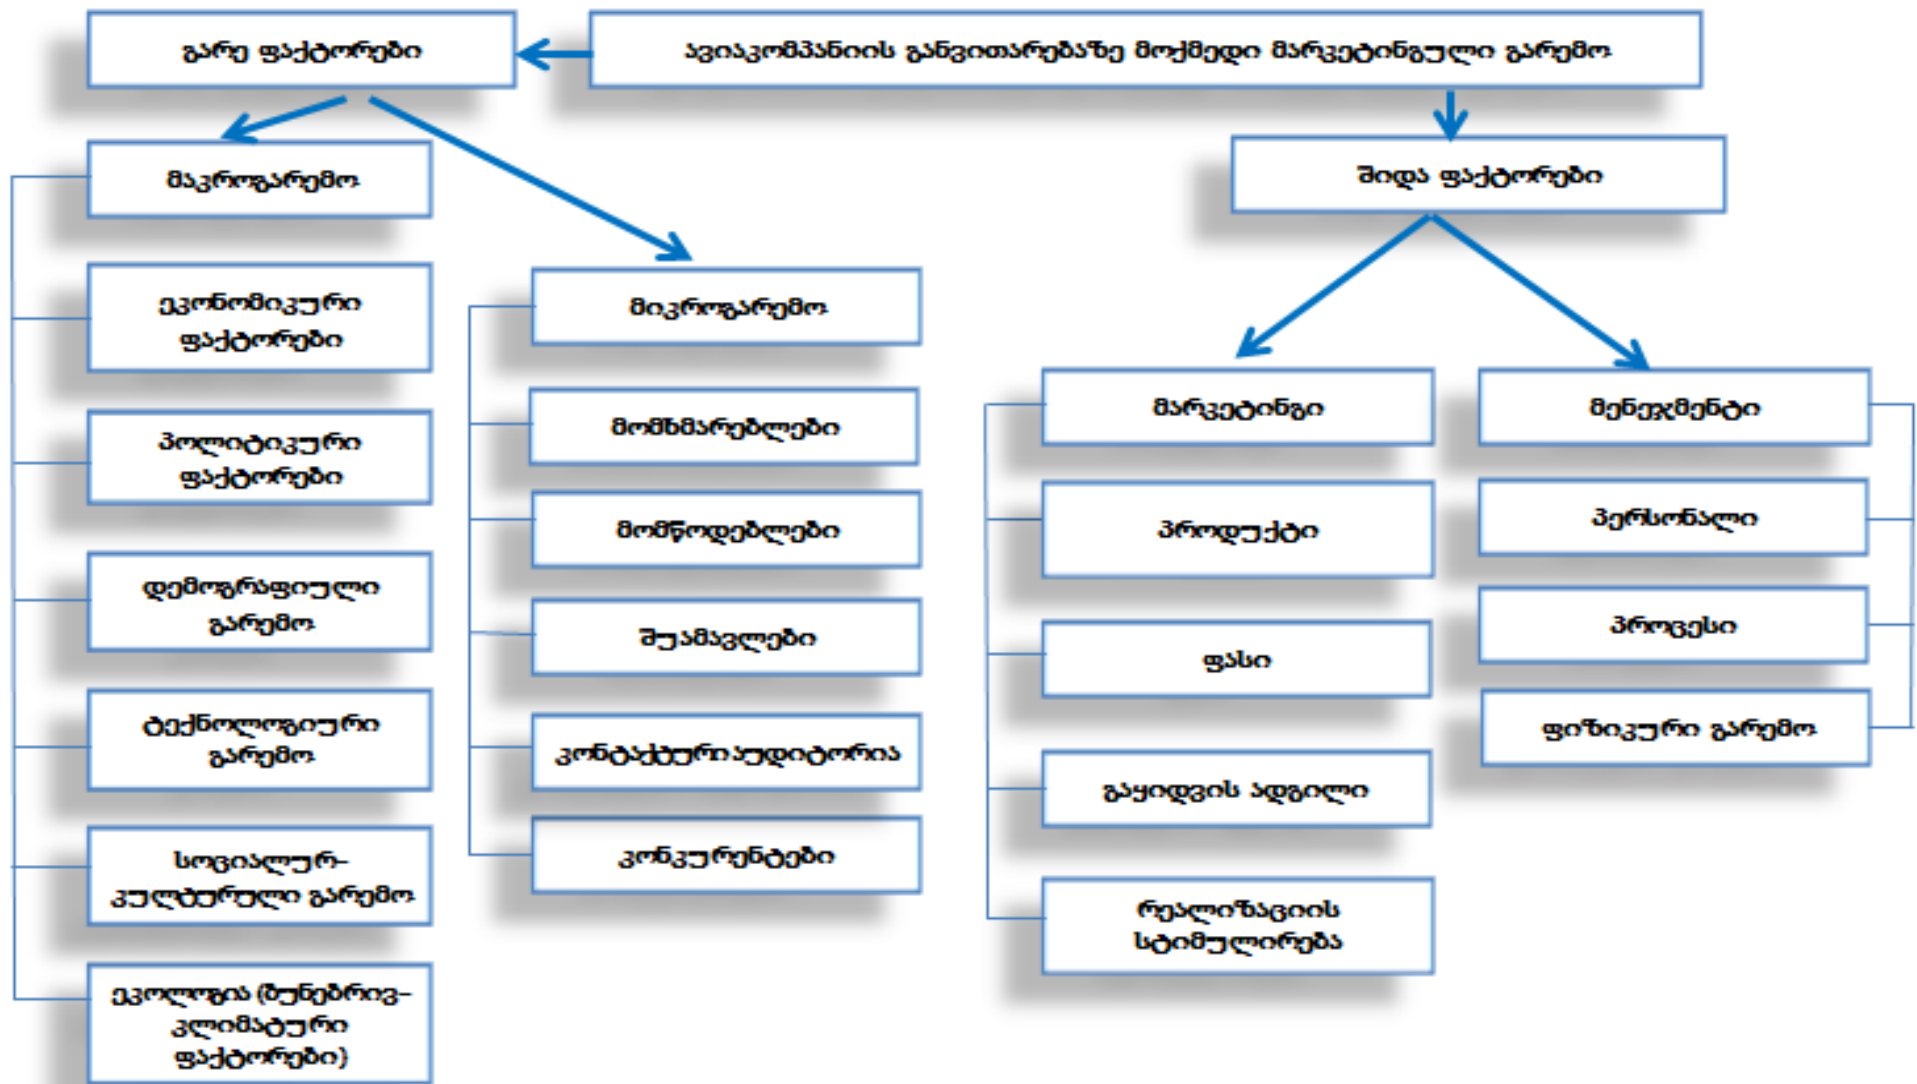 გარე ფაქტორები
ავიაკომპანიის განვითარებაზე მოქმედი მარკეტინგული გარემო
მაკროგარემო
ეკონომიკური
ფაქტორები
პოლიტიკური
ფაქტორები
დემოგრაფიული
გარემო
ტექნოლოგიური
გარემო
სოციალურ-
კულტურული გარემო
ეკოლოგია (ბუნებრივ-
კლიმატური
ფაქტორები)
მიკროგარემო
მომხმარებლები
მომწოდებლები
შუამავლები
კონტაქტური აუდიტორია
კონკურენტები
შიდა ფაქტორები
მარკეტინგი
პროდუქტი
ფასი
გაყიდვის ადგილი
რეალიზაციის
სტიმულირება
მენეჯმენტი
პერსონალი
პროცესი
ფიზიკური გარემო